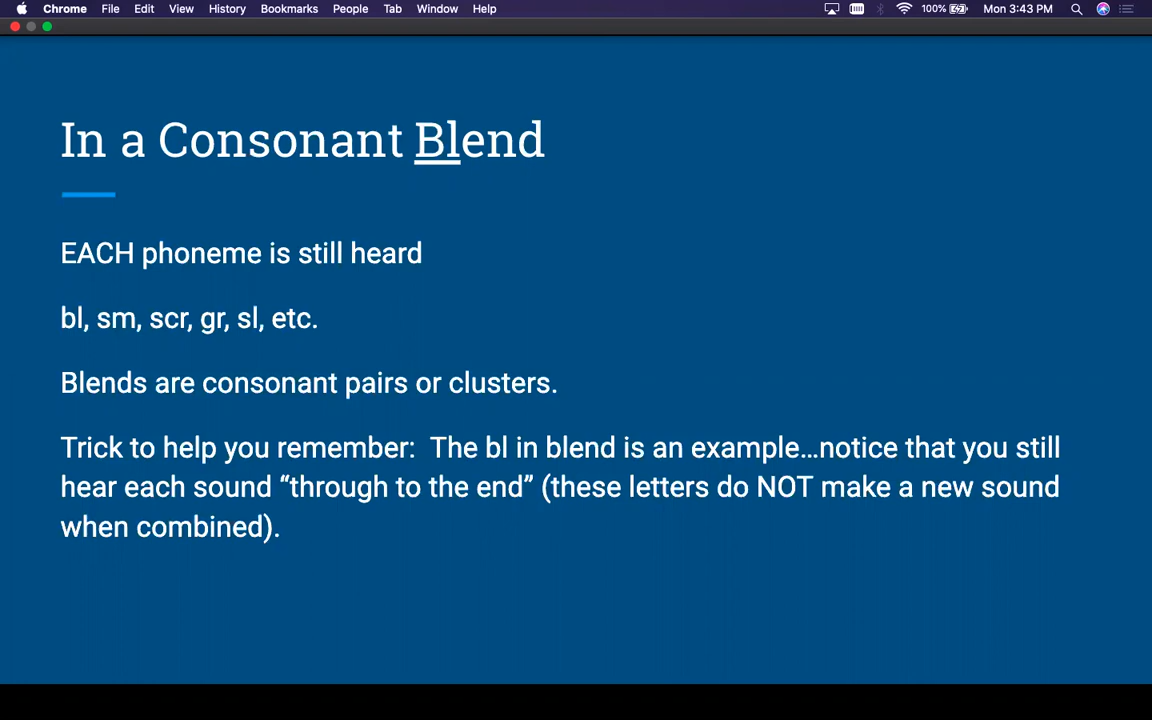 Chrome File Edit View History Bookmarks People Tab Window Help 100% Mon 3:43 PM
In a Consonant Blend
EACH phoneme is still heard
bl, sm, scr, gr, sl, etc.
Blends are consonant pairs or clusters.
Trick to help you remember:  The bl in blend is an example…notice that you still
hear each sound “through to the end” (these letters do NOT make a new sound
when combined).